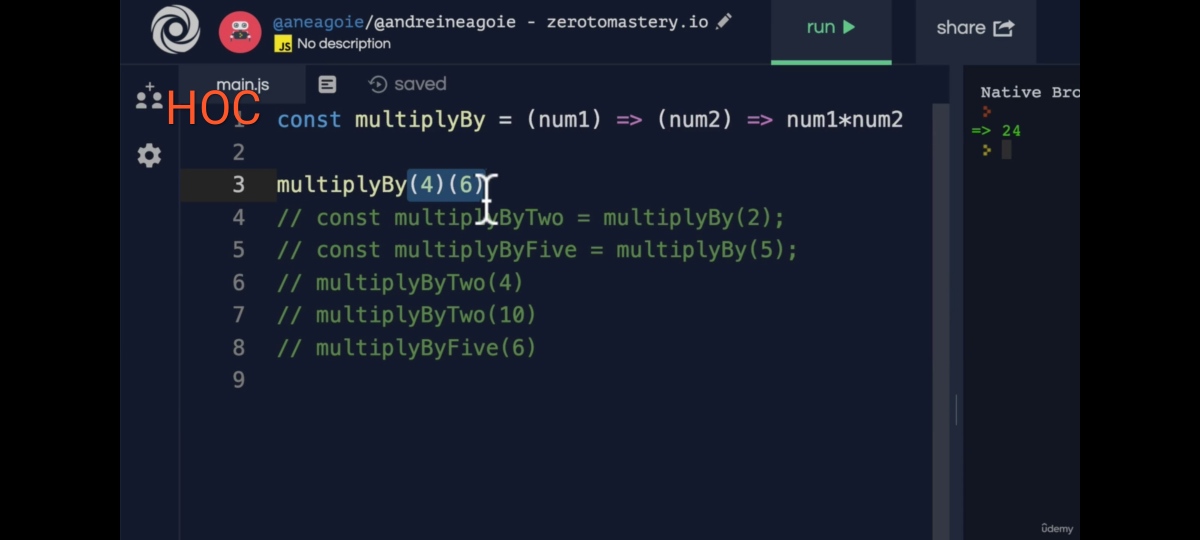 @aneagoie/@andreineagoie - zerotomastery.io
JS No description
run
share
main.js
saved
HOC
Native Bro
=> 24
1 const multiplyBy = (num1) => (num2) => num1*num2
2
3 multiplyBy(4)(6)
4 // const multiplyByTwo = multiplyBy(2);
5 // const multiplyByFive = multiplyBy(5);
6 // multiplyByTwo(4)
7 // multiplyByTwo(10)
8 // multiplyByFive(6)
9
ûdemy